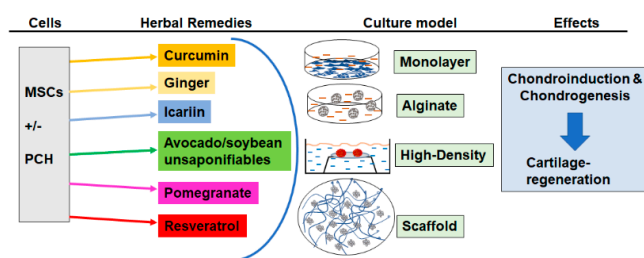 Cells
Herbal Remedies
Culture model
Effects
MSCs
+/-
PCH
Curcumin
Ginger
Icariin
Avocado/soybean
unsaponifiables
Pomegranate
Resveratrol
Monolayer
Alginate
High-Density
Scaffold
Chondroinduction &
Chondrogenesis
Cartilage-
regeneration